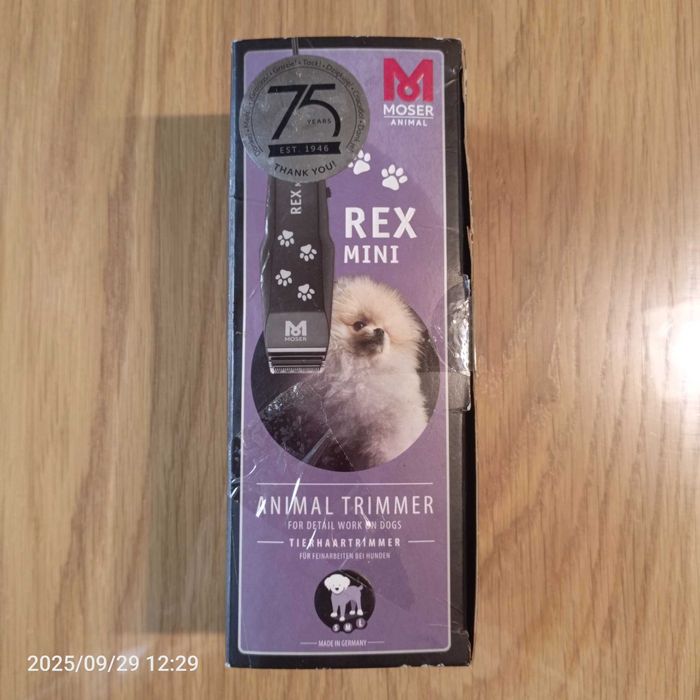 75
YEARS
EST. 1946
THANK YOU!
MOSER
ANIMAL
REX
REX
MINI
MOSER
ANIMAL TRIMMER
FOR DETAIL WORK ON DOGS
TIERHAARTRIMMER
FÜR FEINARBEITEN BEI HUNDEN
S M L
MADE IN GERMANY
2025/09/29 12:29